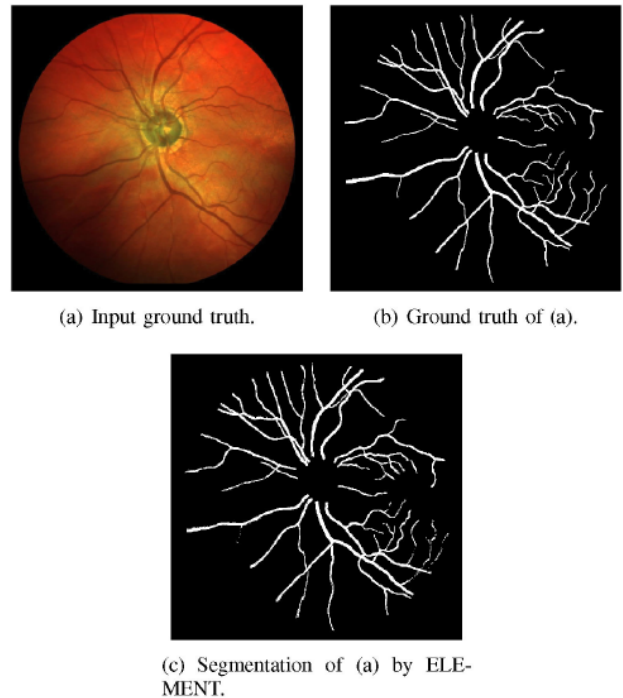 (a) Input ground truth.
(b) Ground truth of (a).
(c) Segmentation of (a) by ELE-
MENT.